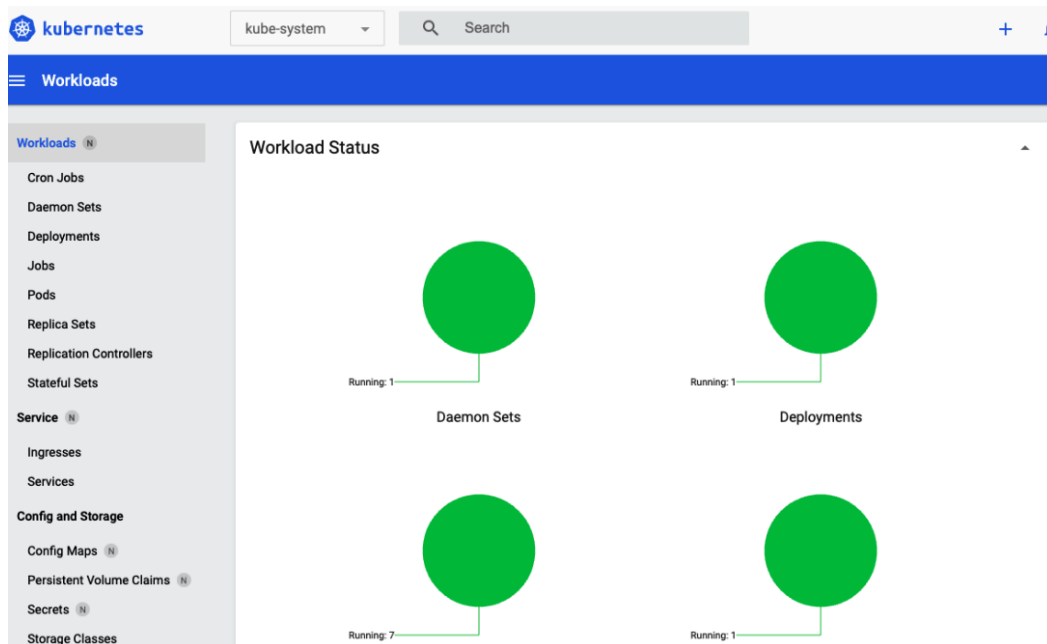 kubernetes
kube-system
Search
Workloads
Workloads N
Cron Jobs
Daemon Sets
Deployments
Jobs
Pods
Replica Sets
Replication Controllers
Stateful Sets
Service N
Ingresses
Services
Config and Storage
Config Maps N
Persistent Volume Claims N
Secrets N
Storage Classes
Workload Status
Running: 1
Daemon Sets
Running: 1
Deployments
Running: 7
Running: 1